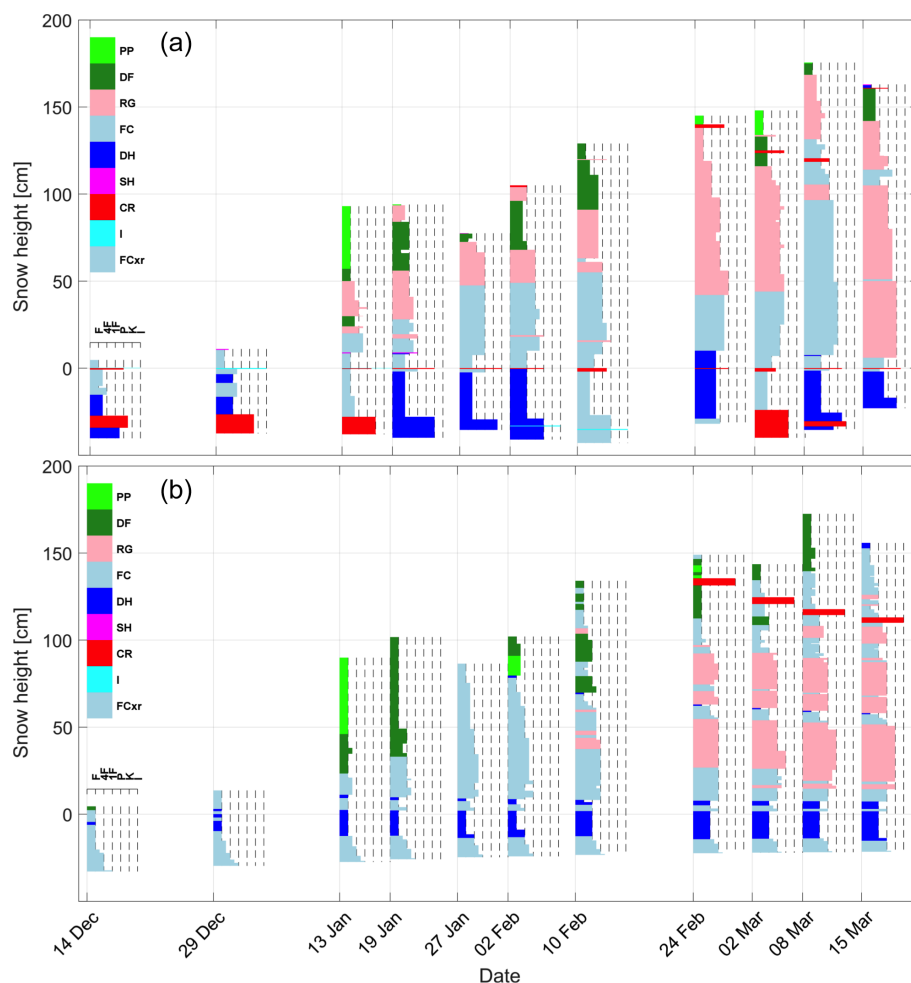 200
(a)
PP
DF
RG
FC
DH
SH
CR
I
FCxr
150
100
50
0
Snow height [cm]
F
4F
1F
P
K
I
200
(b)
PP
DF
RG
FC
DH
SH
CR
I
FCxr
150
100
50
0
Snow height [cm]
F
4F
1F
P
K
I
14 Dec
29 Dec
13 Jan
19 Jan
27 Jan
02 Feb
10 Feb
24 Feb
02 Mar
08 Mar
15 Mar
Date